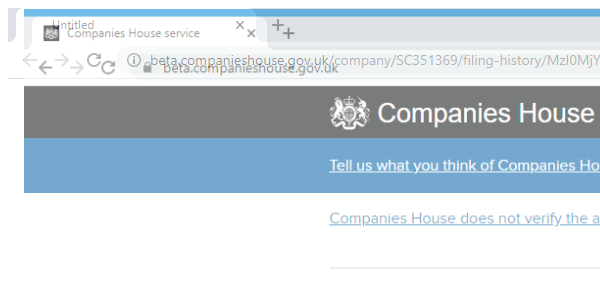 Untitled
Companies House service
beta.companieshouse.gov.uk/company/SC351369/filing-history/MzI0MjY
beta.companieshouse.gov.uk
Companies House
Tell us what you think of Companies Ho
Companies House does not verify the a